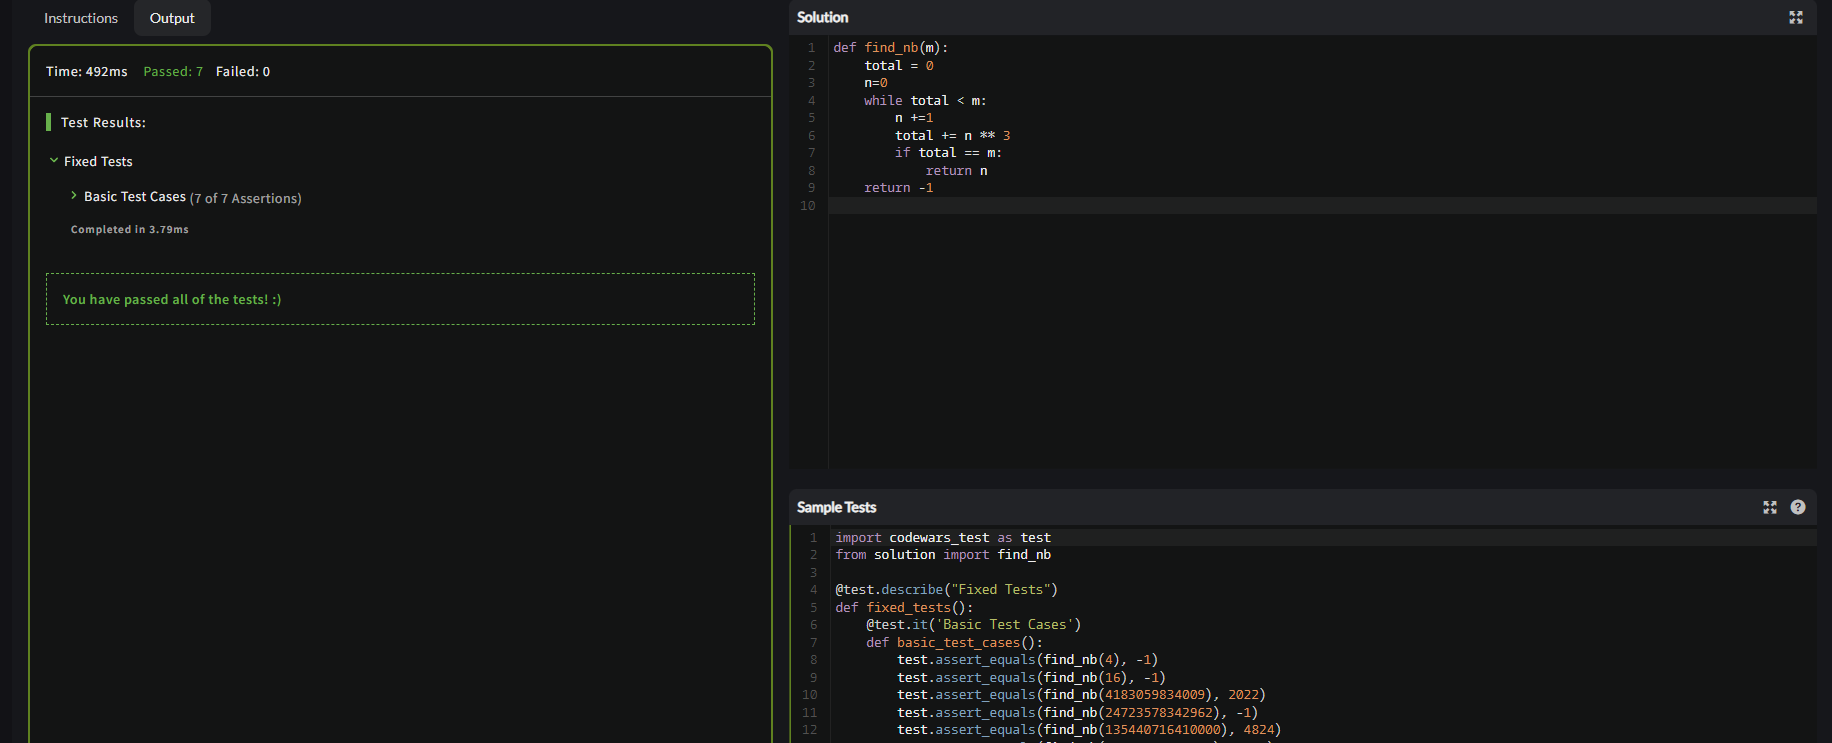 Instructions
Output
Time: 492ms Passed: 7 Failed: 0
Test Results:
Fixed Tests
Basic Test Cases (7 of 7 Assertions)
Completed in 3.79ms
You have passed all of the tests! :)
Solution
1 def find_nb(m):
2     total = 0
3     n=0
4     while total < m:
5         n +=1
6         total += n ** 3
7         if total == m:
8             return n
9     return -1
10
Sample Tests
?
1 import codewars_test as test
2 from solution import find_nb
3
4 @test.describe("Fixed Tests")
5 def fixed_tests():
6     @test.it('Basic Test Cases')
7     def basic_test_cases():
8         test.assert_equals(find_nb(4), -1)
9         test.assert_equals(find_nb(16), -1)
10         test.assert_equals(find_nb(4183059834009), 2022)
11         test.assert_equals(find_nb(24723578342962), -1)
12         test.assert_equals(find_nb(135440716410000), 4824)